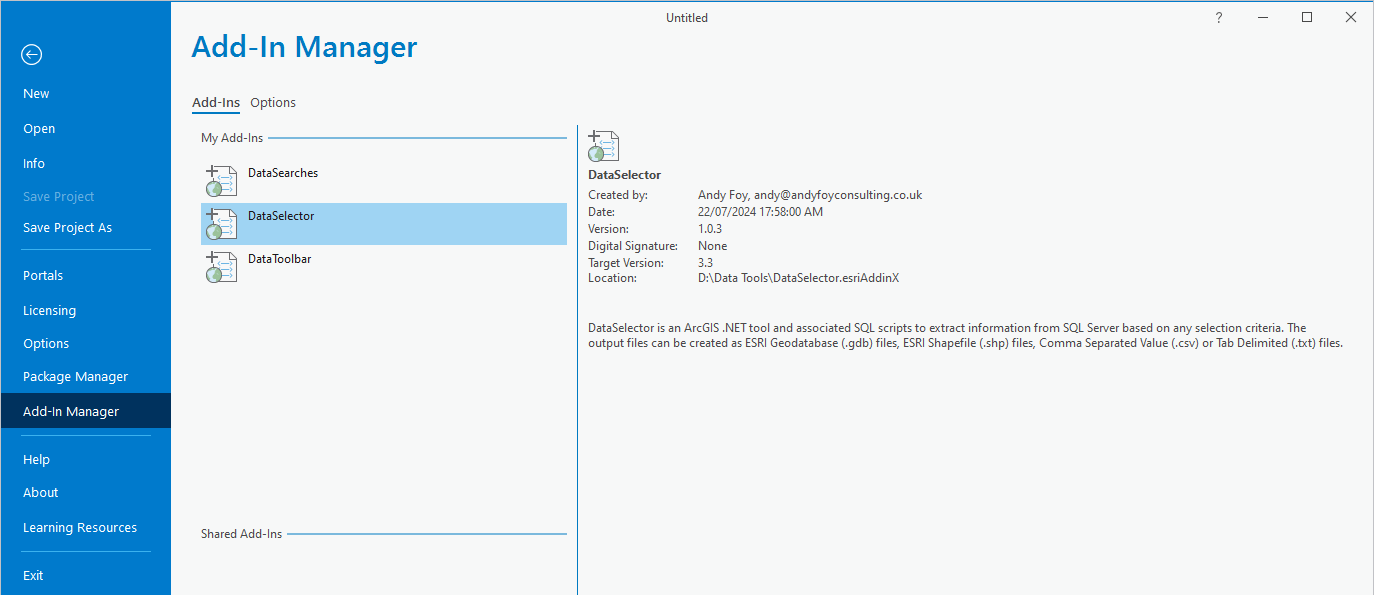 Untitled
?
Add-In Manager
New
Open
Info
Save Project
Save Project As
Portals
Licensing
Options
Package Manager
Add-In Manager
Help
About
Learning Resources
Exit
Add-Ins Options
My Add-Ins
DataSearches
DataSelector
DataToolbar
Shared Add-Ins
DataSelector
Created by: Andy Foy, andy@andyfoyconsulting.co.uk
Date: 22/07/2024 17:58:00 AM
Version: 1.0.3
Digital Signature: None
Target Version: 3.3
Location: D:\Data Tools\DataSelector.esriAddinX
DataSelector is an ArcGIS .NET tool and associated SQL scripts to extract information from SQL Server based on any selection criteria. The
output files can be created as ESRI Geodatabase (.gdb) files, ESRI Shapefile (.shp) files, Comma Separated Value (.csv) or Tab Delimited (.txt) files.